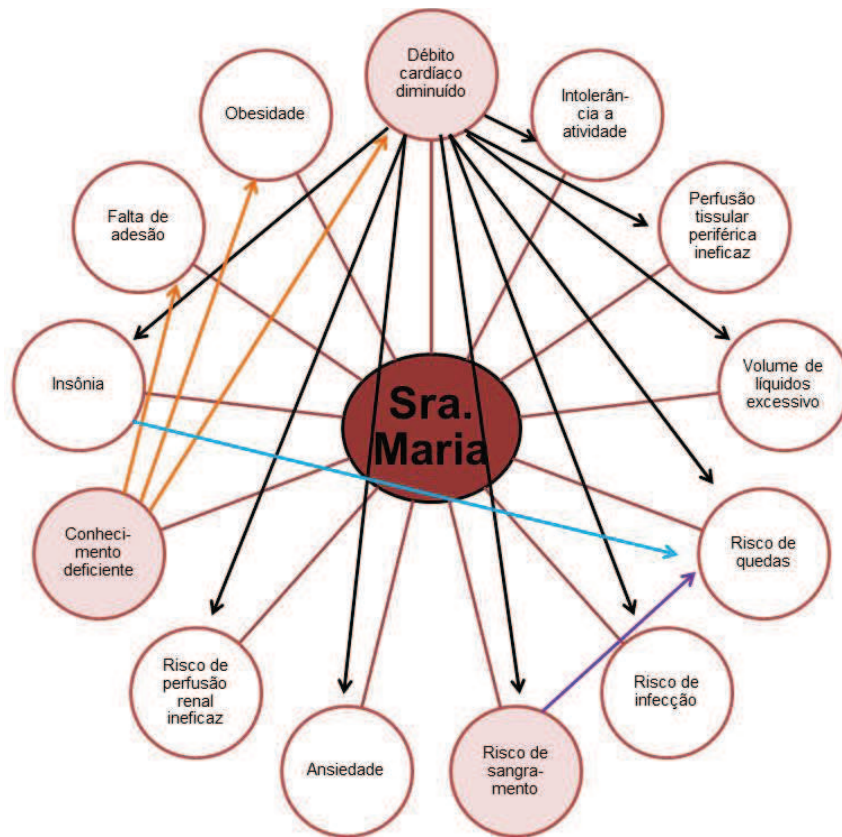 Débito
cardíaco
diminuído
Intolerân-
cia a
atividade
Perfusão
tissular
periférica
ineficaz
Volume de
líquidos
excessivo
Risco de
quedas
Risco de
infecção
Risco de
sangra-
mento
Ansiedade
Risco de
perfusão
renal
ineficaz
Conheci-
mento
deficiente
Insônia
Falta de
adesão
Obesidade
Sra.
Maria